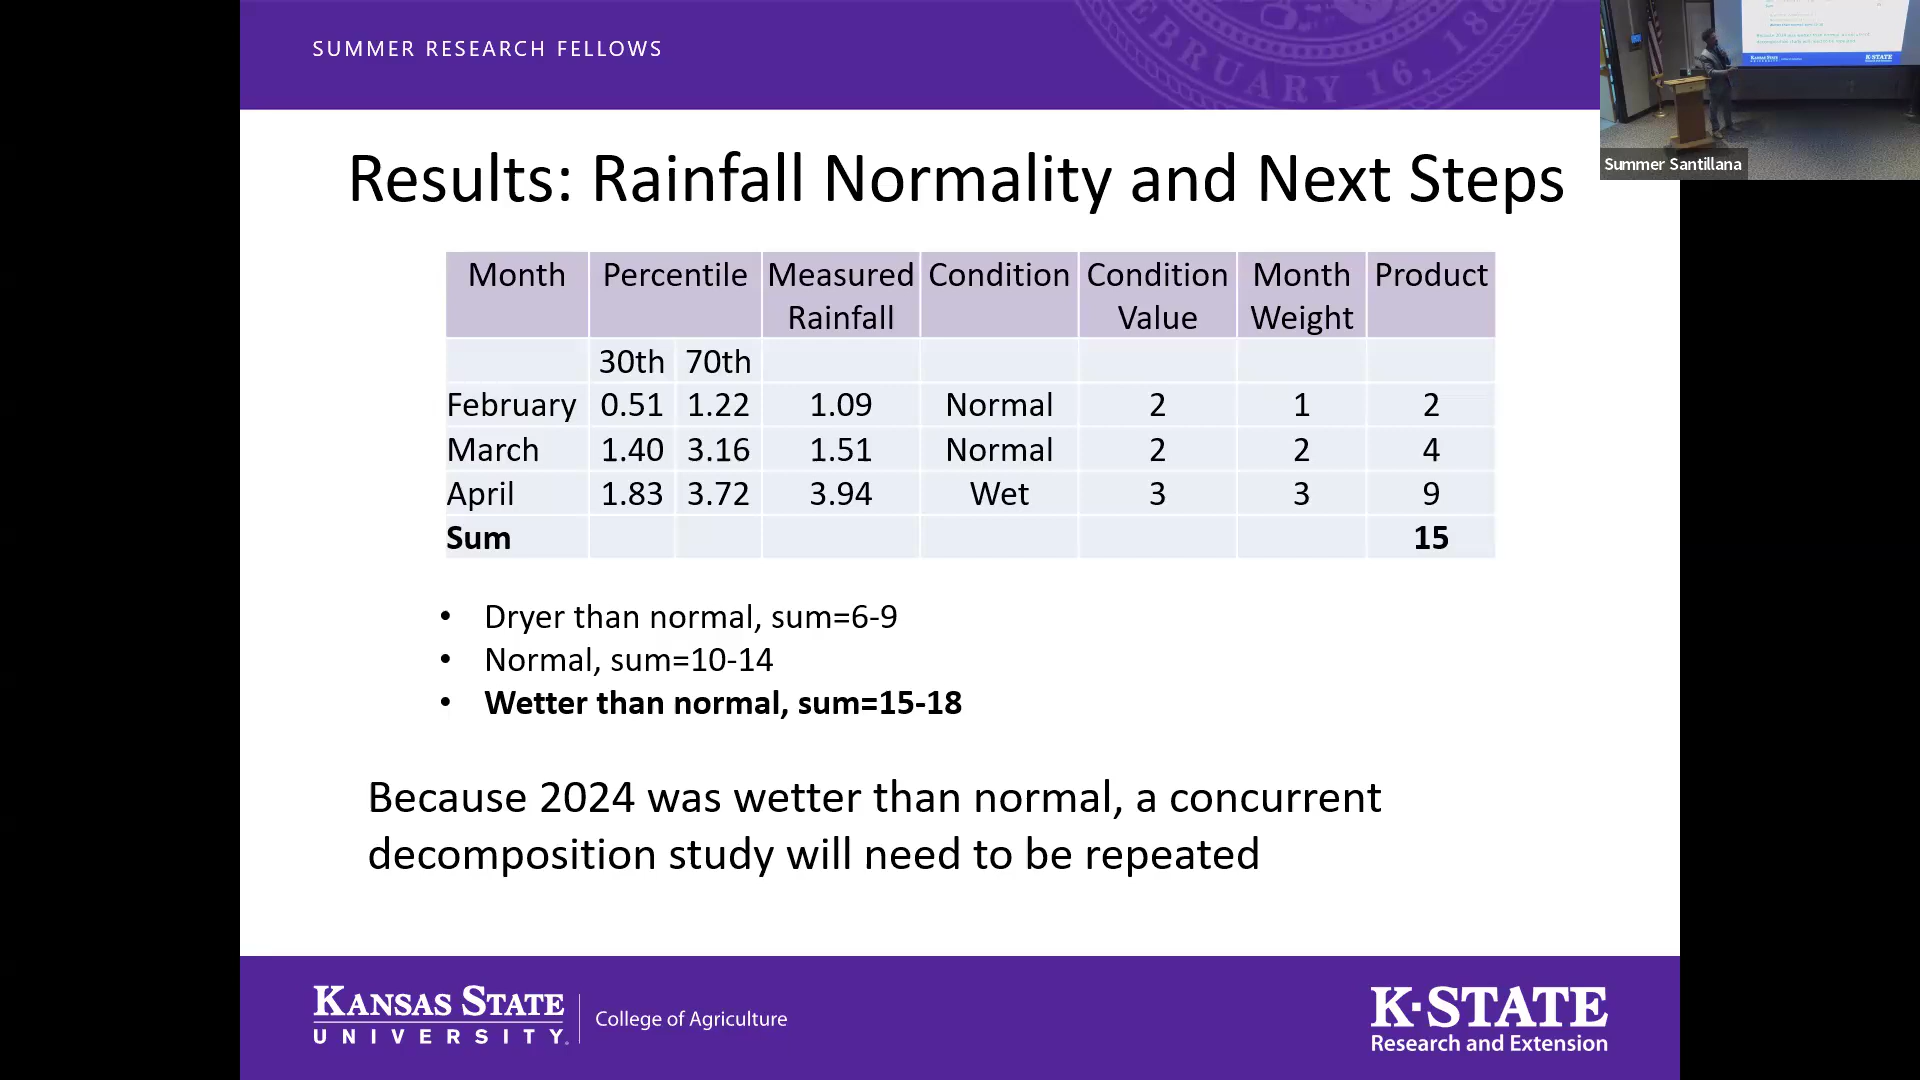 SUMMER RESEARCH FELLOWS
FEBRUARY 16, 186
Summer Santillana
Results: Rainfall Normality and Next Steps
Month Percentile Measured Rainfall Condition Condition Value Month Weight Product
30th 70th
February 0.51 1.22 1.09 Normal 2 1 2
March 1.40 3.16 1.51 Normal 2 2 4
April 1.83 3.72 3.94 Wet 3 3 9
Sum 15
• Dryer than normal, sum=6-9
• Normal, sum=10-14
• Wetter than normal, sum=15-18
Because 2024 was wetter than normal, a concurrent
decomposition study will need to be repeated
KANSAS STATE
UNIVERSITY
College of Agriculture
K-STATE
Research and Extension